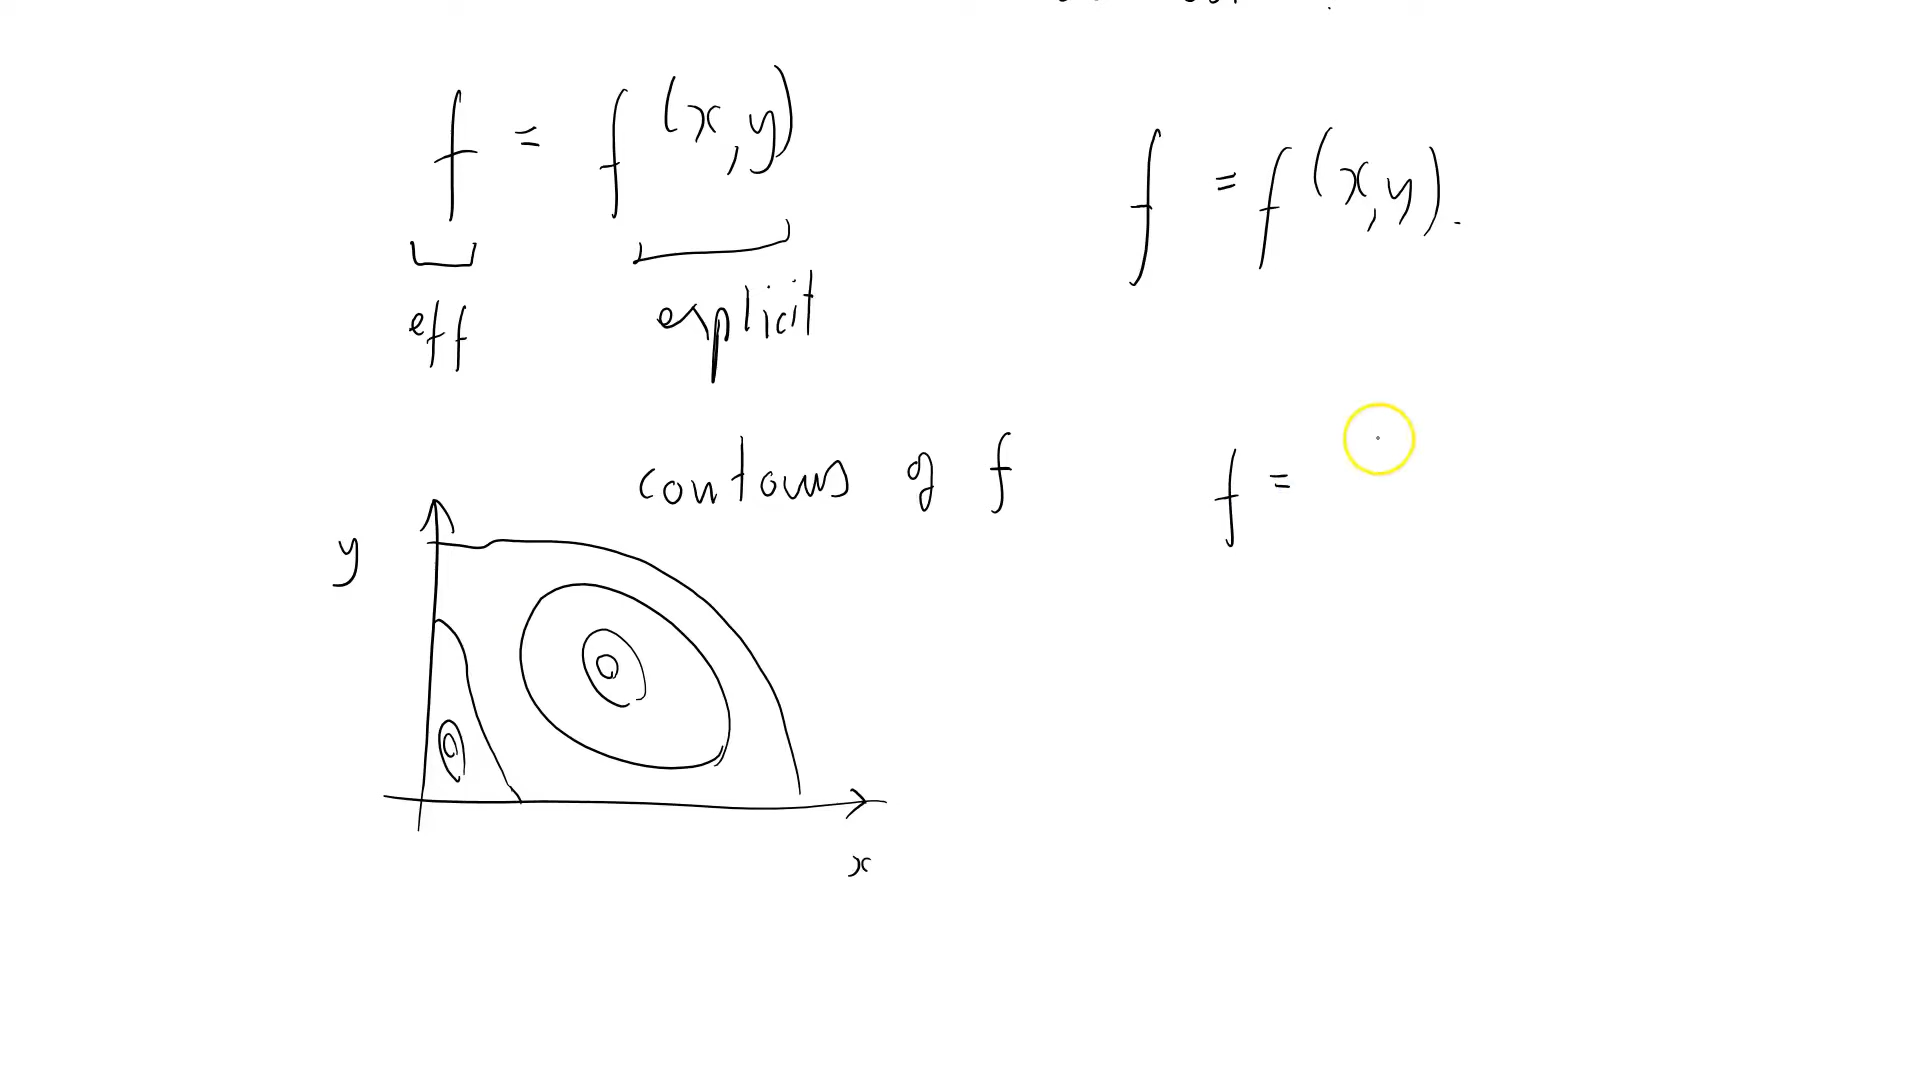 f = f(x,y)
eff explicit
f = f(x,y).
contours of f
f =
y
x